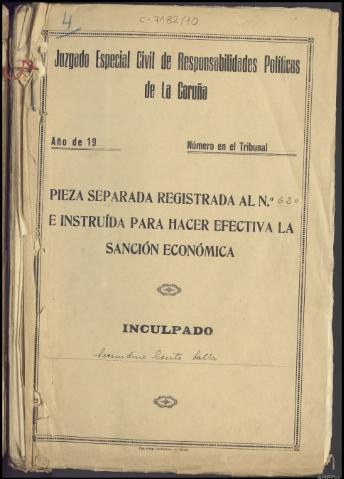 4
C-7182/10
Juzgado Especial Civil de Responsabilidades Políticas
de La Coruña
Año de 19
Número en el Tribunal
PIEZA SEPARADA REGISTRADA AL N.º 620
E INSTRUÍDA PARA HACER EFECTIVA LA
SANCIÓN ECONÓMICA
INCULPADO